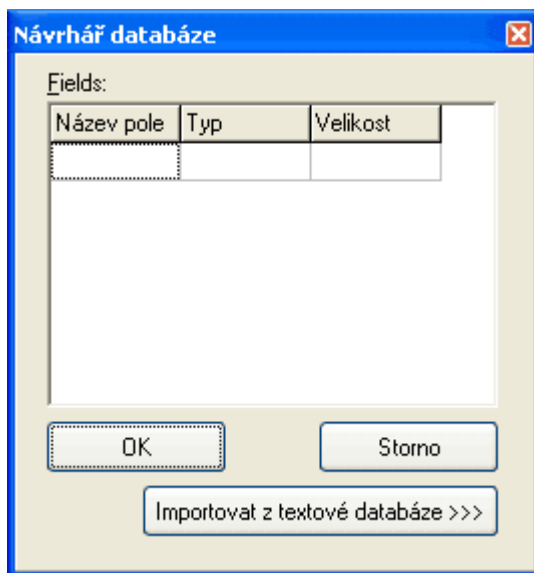 Návrhář databáze
Fields:
Název pole Typ Velikost
OK Storno
Importovat z textové databáze >>>